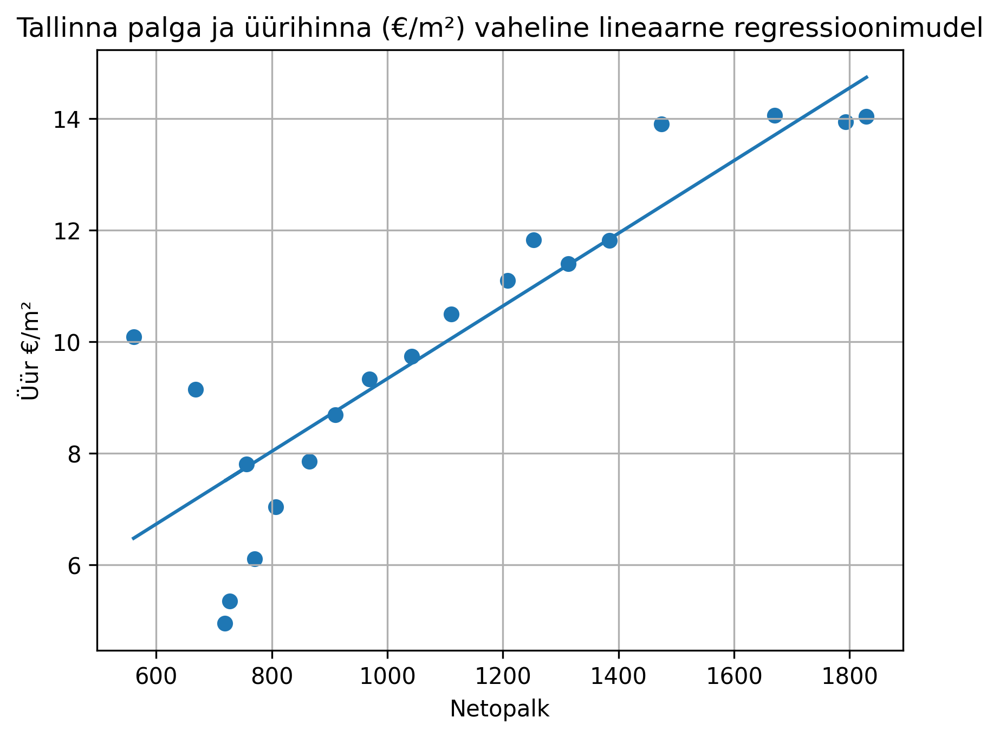 Tallinna palga ja üürihinna (€/m²) vaheline lineaarne regressioonimudel
Üür €/m²
14
12
10
8
6
600 800 1000 1200 1400 1600 1800
Netopalk